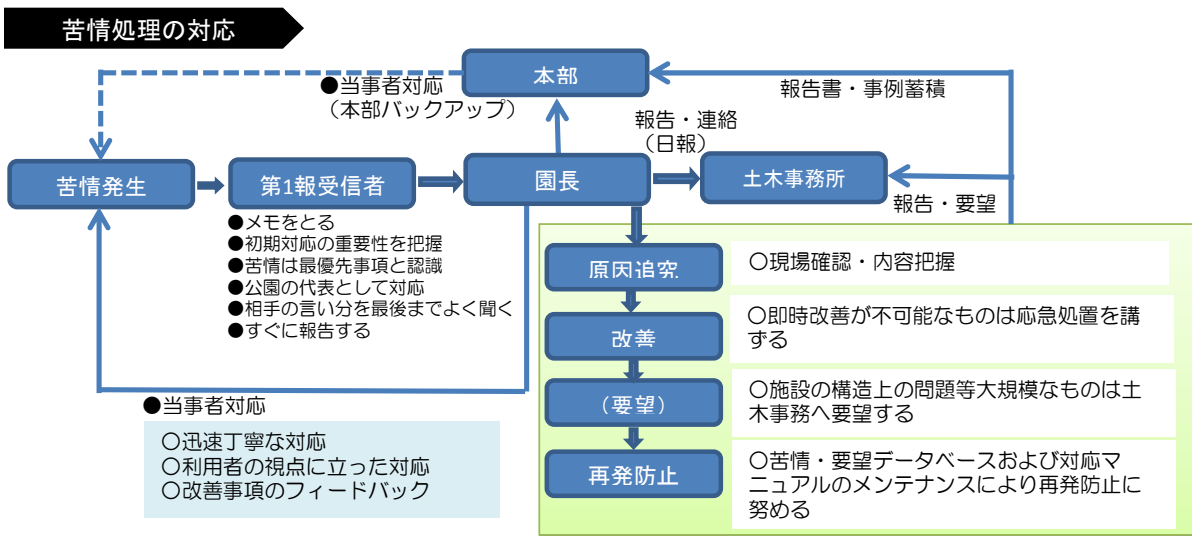 苦情処理の対応
本部
●当事者対応
（本部バックアップ）
報告書・事例蓄積
報告・連絡
（日報）
苦情発生
第1報受信者
園長
土木事務所
報告・要望
●メモをとる
●初期対応の重要性を把握
●苦情は最優先事項と認識
●公園の代表として対応
●相手の言い分を最後までよく聞く
●すぐに報告する
原因追究
〇現場確認・内容把握
改善
〇即時改善が不可能なものは応急処置を講
ずる
（要望）
〇施設の構造上の問題等大規模なものは土
木事務へ要望する
再発防止
〇苦情・要望データベースおよび対応マ
ニュアルのメンテナンスにより再発防止に
努める
●当事者対応
〇迅速丁寧な対応
〇利用者の視点に立った対応
〇改善事項のフィードバック